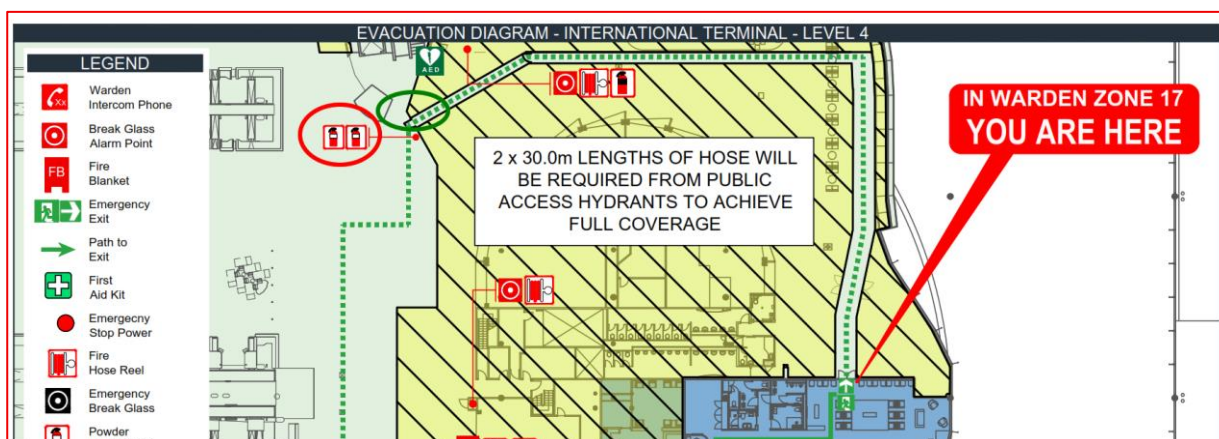 EVACUATION DIAGRAM - INTERNATIONAL TERMINAL - LEVEL 4
LEGEND
Xx
Warden
Intercom Phone
Break Glass
Alarm Point
FB
Fire
Blanket
Emergency
Exit
Path to
Exit
First
Aid Kit
Emergecny
Stop Power
Fire
Hose Reel
Emergency
Break Glass
Powder
AED
2 x 30.0m LENGTHS OF HOSE WILL
BE REQUIRED FROM PUBLIC
ACCESS HYDRANTS TO ACHIEVE
FULL COVERAGE
IN WARDEN ZONE 17
YOU ARE HERE